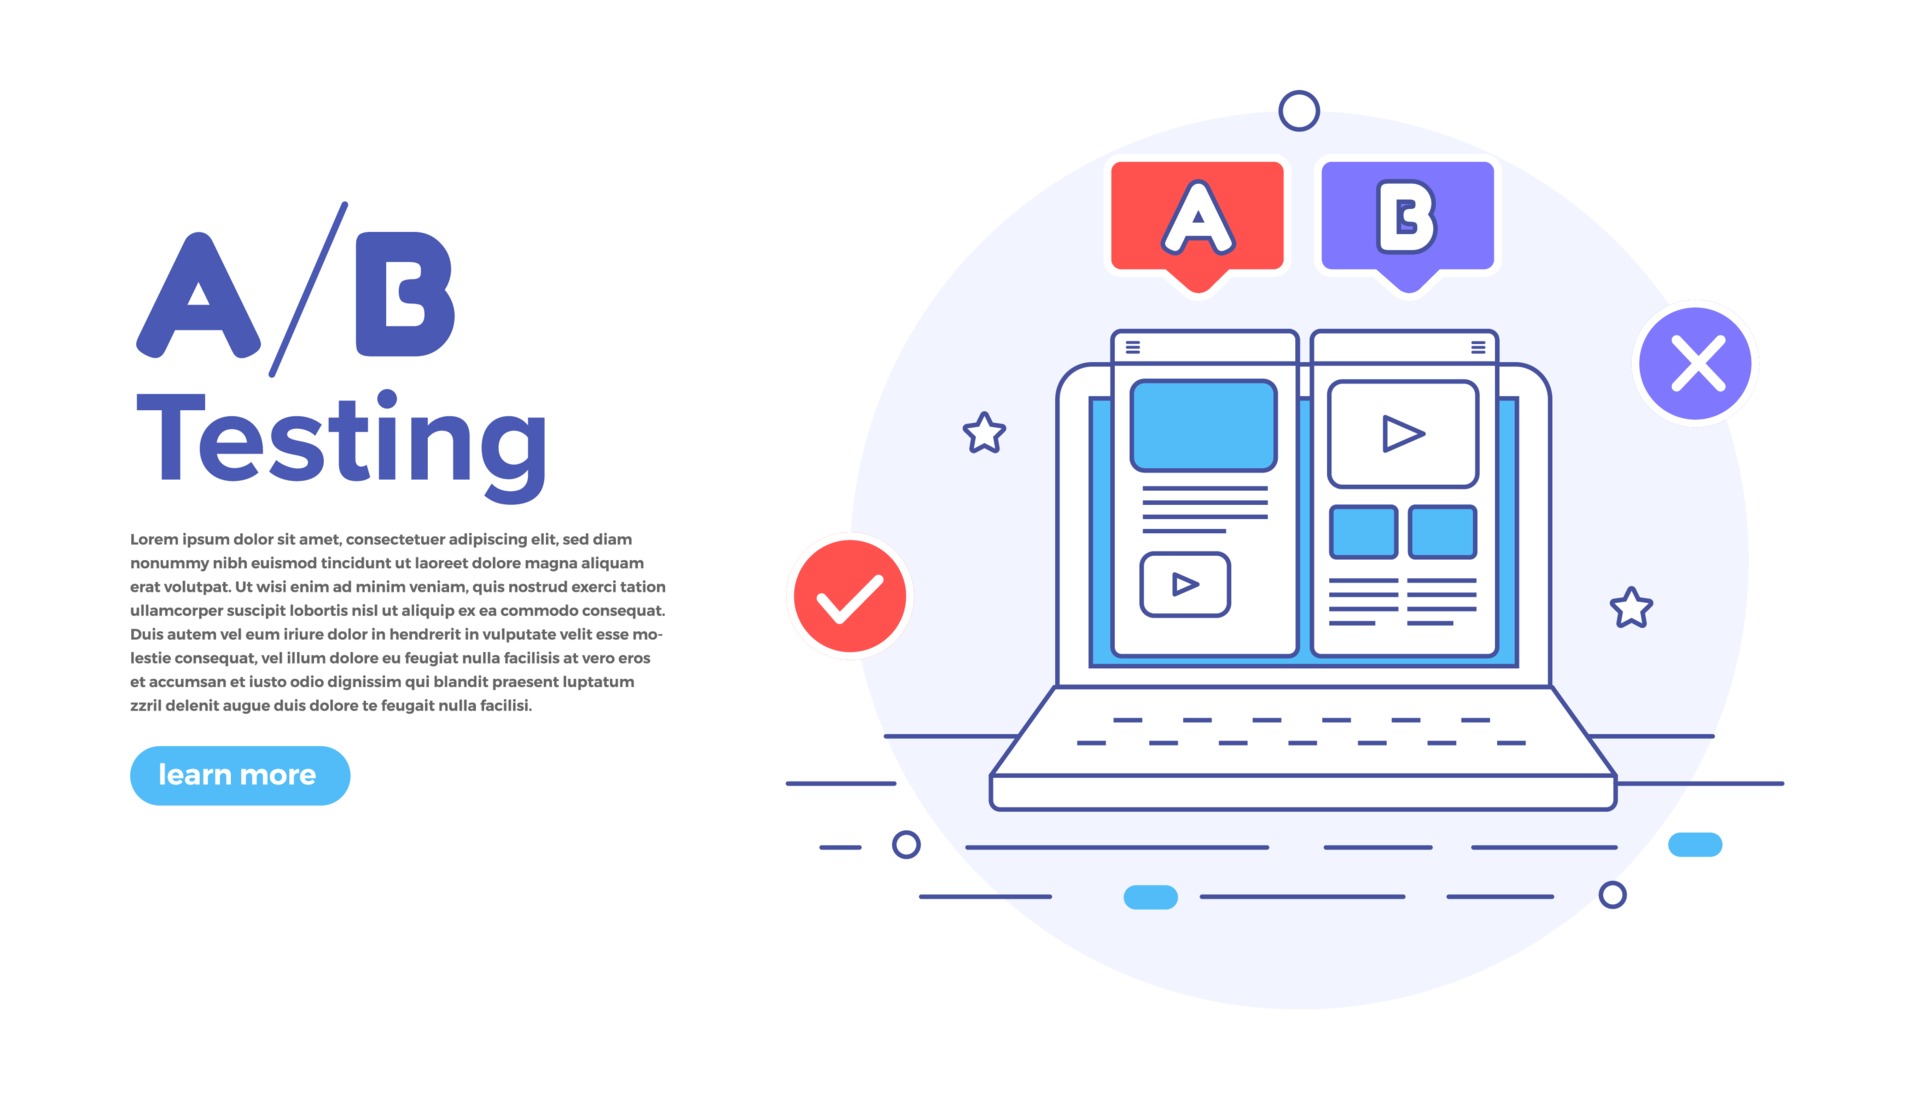 A/B
Testing
Lorem ipsum dolor sit amet, consectetuer adipiscing elit, sed diam
nonummy nibh euismod tincidunt ut laoreet dolore magna aliquam
erat volutpat. Ut wisi enim ad minim veniam, quis nostrud exerci tation
ullamcorper suscipit lobortis nisl ut aliquip ex ea commodo consequat.
Duis autem vel eum iriure dolor in hendrerit in vulputate velit esse mo-
lestie consequat, vel illum dolore eu feugiat nulla facilisis at vero eros
et accumsan et iusto odio dignissim qui blandit praesent luptatum
zzril delenit augue duis dolore te feugait nulla facilisi.
learn more
A
B